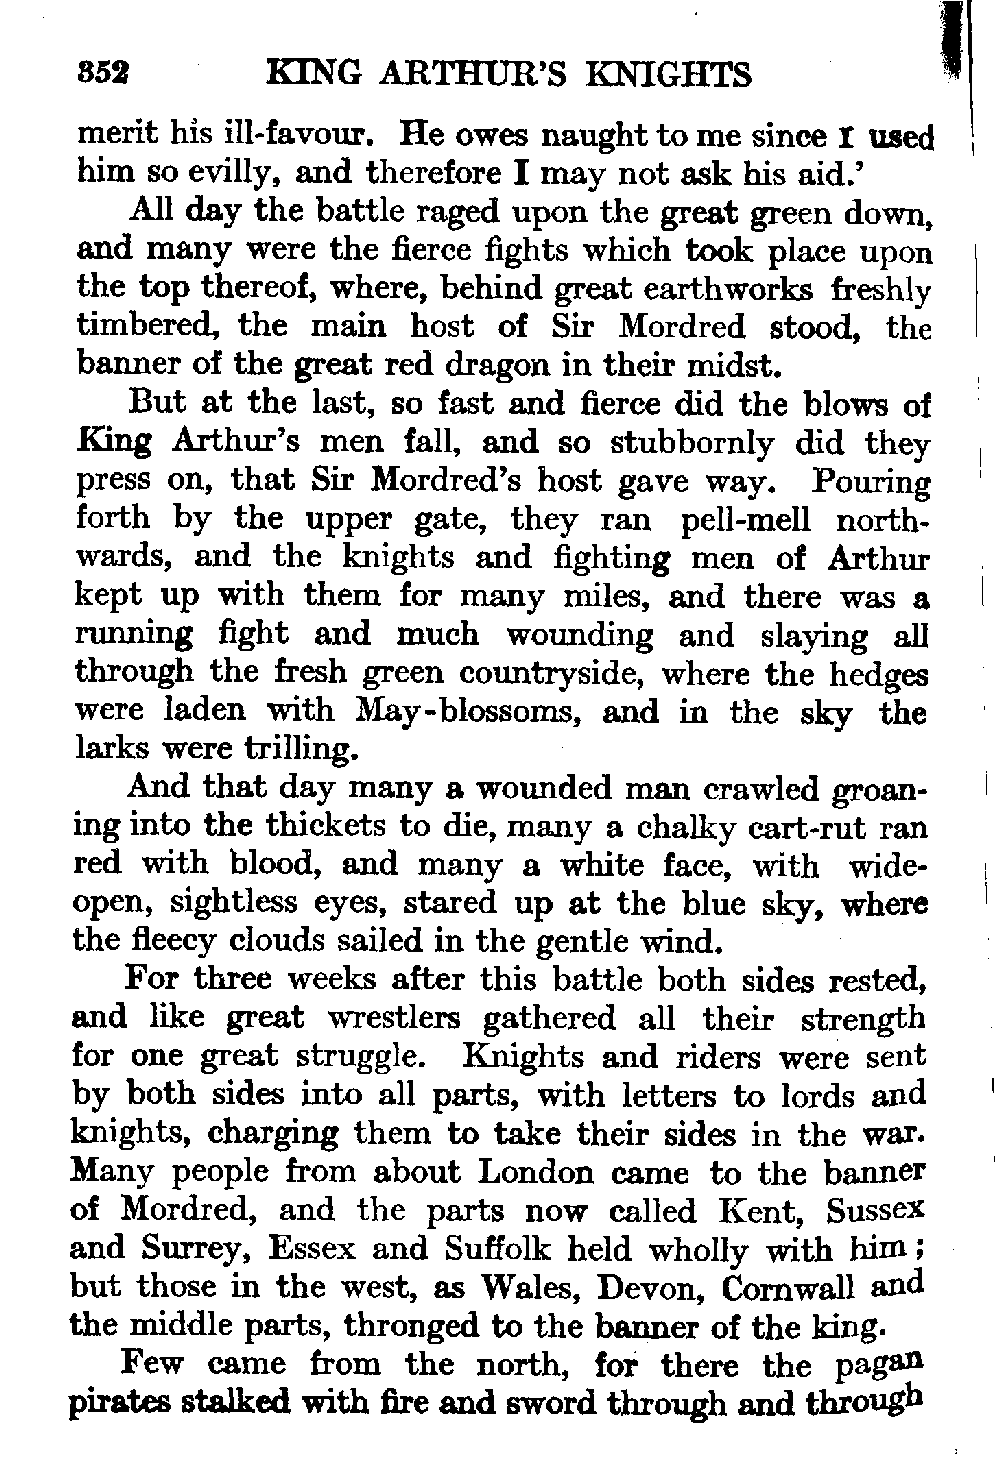 352 KING ARTHUR'S KNIGHTS
merit his ill-favour. He owes naught to me since I used
him so evilly, and therefore I may not ask his aid.'
All day the battle raged upon the great green down,
and many were the fierce fights which took place upon
the top thereof, where, behind great earthworks freshly
timbered, the main host of Sir Mordred stood, the
banner of the great red dragon in their midst.
But at the last, so fast and fierce did the blows of
King Arthur's men fall, and so stubbornly did they
press on, that Sir Mordred's host gave way. Pouring
forth by the upper gate, they ran pell-mell north-
wards, and the knights and fighting men of Arthur
kept up with them for many miles, and there was a
running fight and much wounding and slaying all
through the fresh green countryside, where the hedges
were laden with May-blossoms, and in the sky the
larks were trilling.
And that day many a wounded man crawled groan-
ing into the thickets to die, many a chalky cart-rut ran
red with blood, and many a white face, with wide-
open, sightless eyes, stared up at the blue sky, where
the fleecy clouds sailed in the gentle wind.
For three weeks after this battle both sides rested,
and like great wrestlers gathered all their strength
for one great struggle. Knights and riders were sent
by both sides into all parts, with letters to lords and
knights, charging them to take their sides in the war.
Many people from about London came to the banner
of Mordred, and the parts now called Kent, Sussex
and Surrey, Essex and Suffolk held wholly with him;
but those in the west, as Wales, Devon, Cornwall and
the middle parts, thronged to the banner of the king.
Few came from the north, for there the pagan
pirates stalked with fire and sword through and through